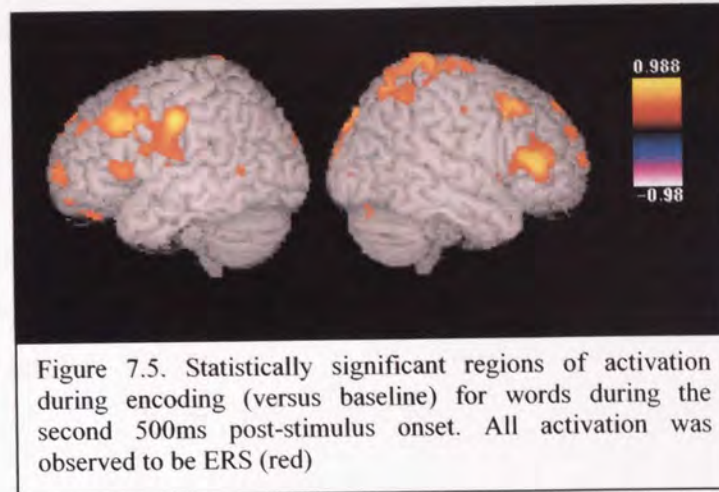 0.988
-0.98
Figure 7.5. Statistically significant regions of activation
during encoding (versus baseline) for words during the
second 500ms post-stimulus onset. All activation was
observed to be ERS (red)